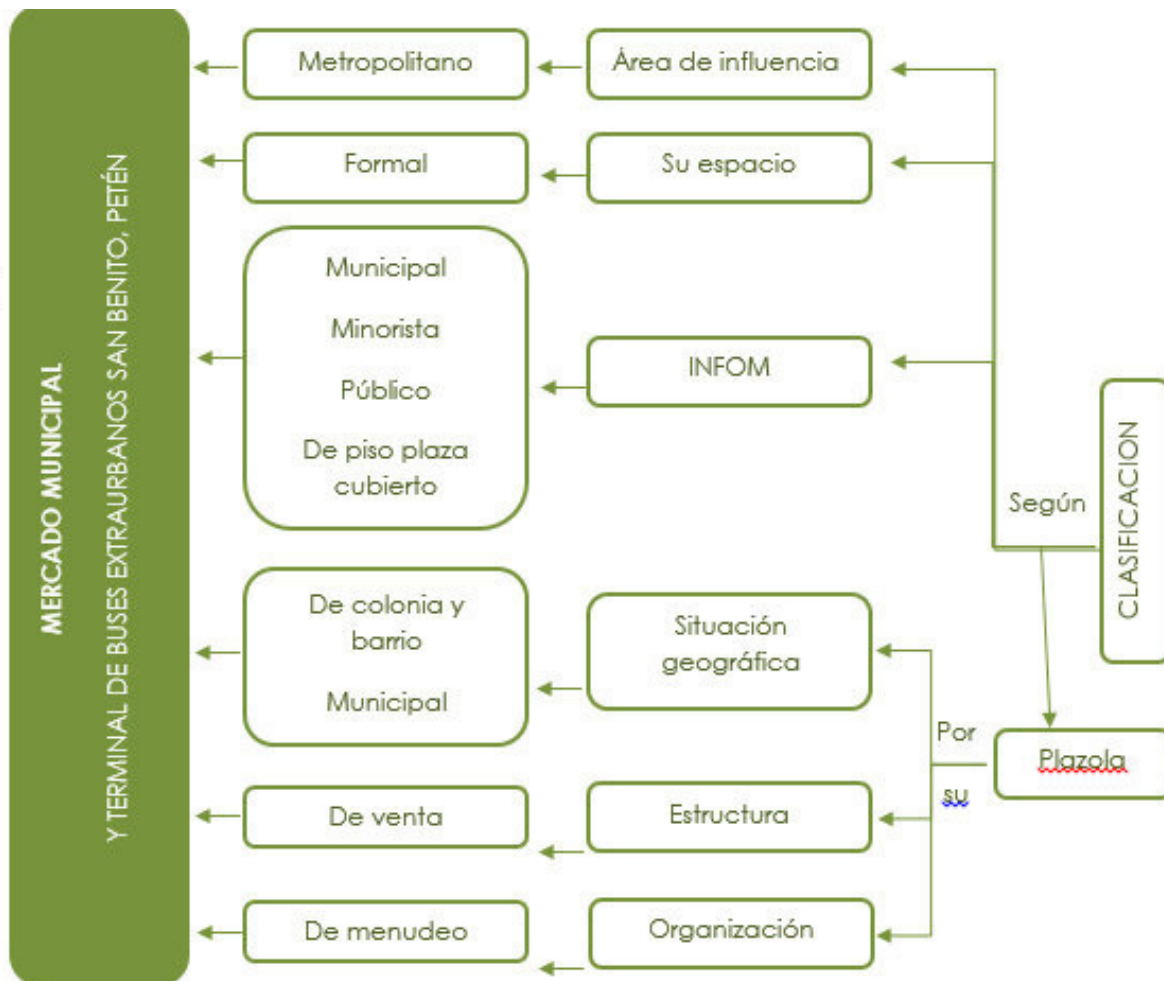 MERCADO MUNICIPAL
Y TERMINAL DE BUSES EXTRAURBANOS SAN BENITO, PETÉN
Metropolitano
Área de influencia
Formal
Su espacio
Municipal
Minorista
Público
De piso plaza
cubierto
INFOM
Según
CLASIFICACION
De colonia y
barrio
Municipal
Situación
geográfica
Por
su
Plazola
De venta
Estructura
De menudeo
Organización